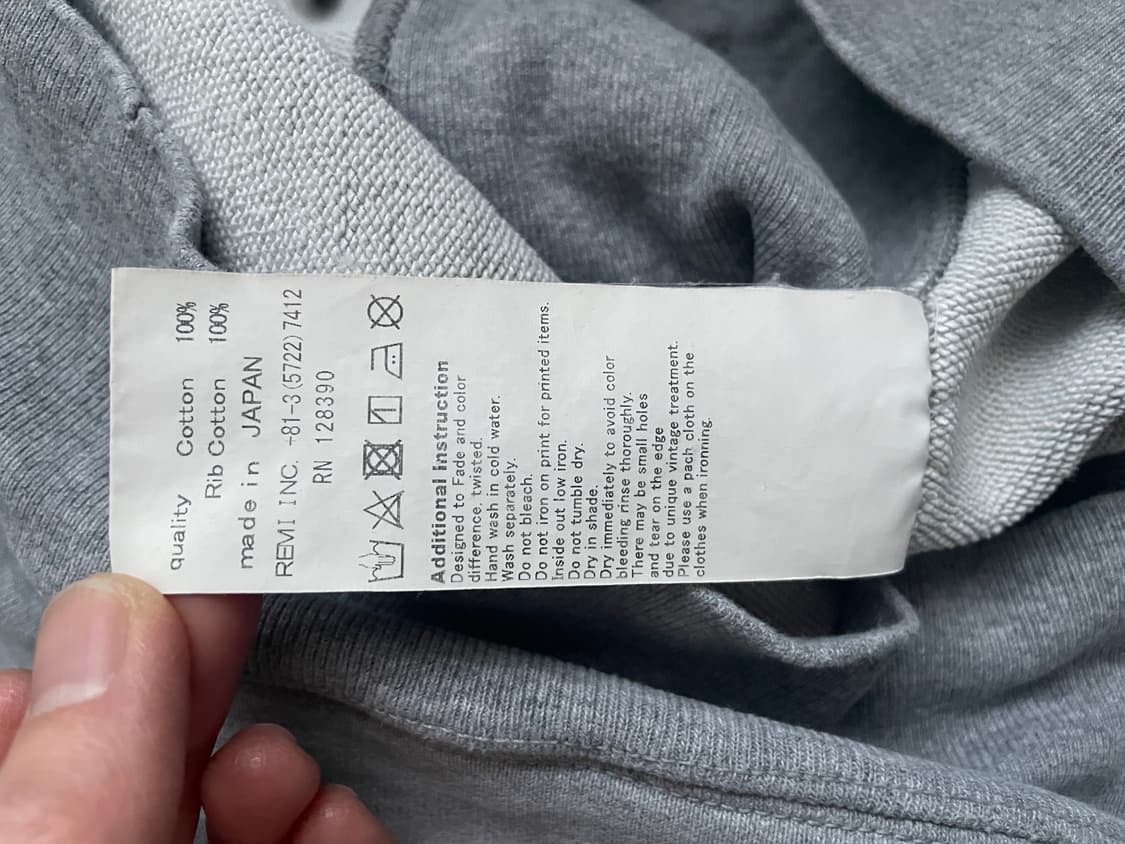 quality Cotton 100%
Rib Cotton 100%
made in JAPAN
REMI INC. +81-3(5722)7412
RN 128390
Additional instruction
Designed to Fade and color
difference, twisted.
Hand wash in cold water.
Wash separately.
Do not bleach.
Do not iron on print for printed items.
Inside out low iron.
Do not tumble dry.
Dry in shade.
Dry immediately to avoid color
bleeding rinse thoroughly.
There may be small holes
and tear on the edge
due to unique vintage treatment.
Please use a pach cloth on the
clothes when ironning.